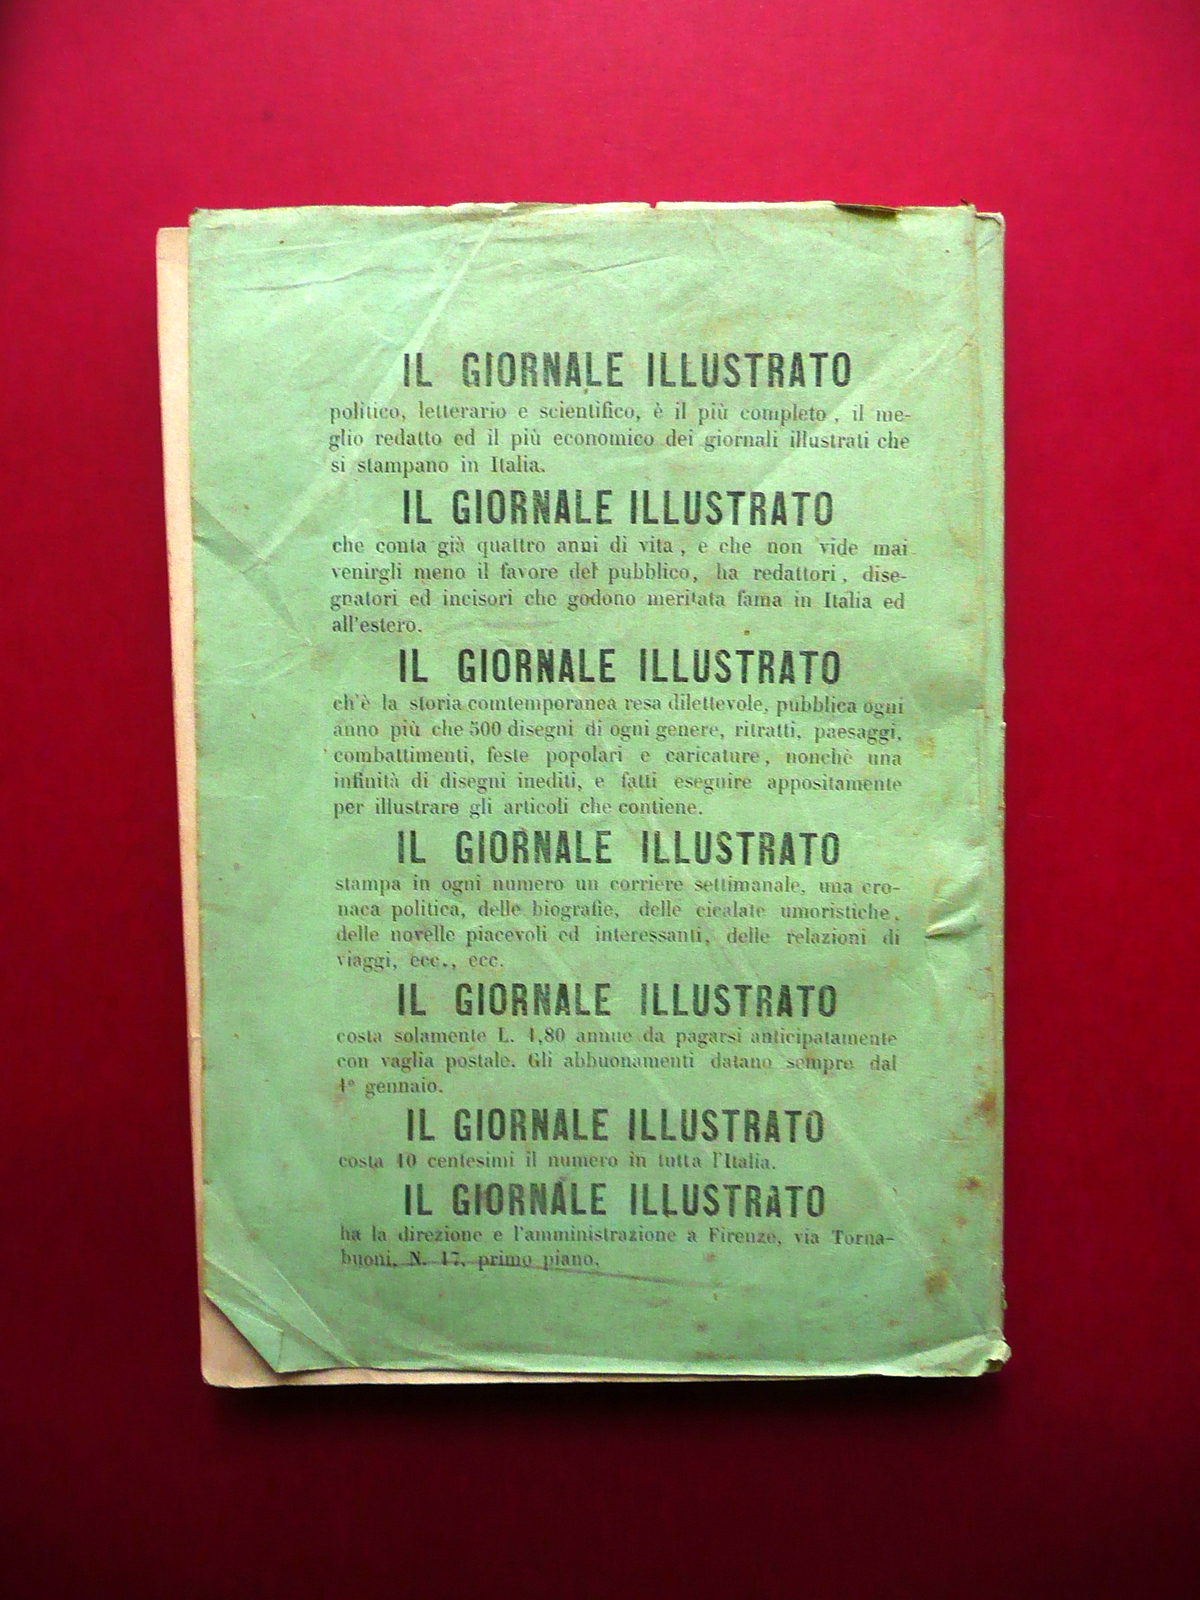 IL GIORNALE ILLUSTRATO
politico, letterario e scientifico, è il più completo, il me-
glio redatto ed il più economico dei giornali illustrati che
si stampano in Italia.
IL GIORNALE ILLUSTRATO
che conta già quattro anni di vita, e che non vide mai
venirgli meno il favore del pubblico, ha redattori, dise-
gnatori ed incisori che godono meritata fama in Italia ed
all'estero.
IL GIORNALE ILLUSTRATO
ch'è la storia comtemporanea resa dilettevole, pubblica ogni
anno più che 500 disegni di ogni genere, ritratti, paesaggi,
combattimenti, feste popolari e caricature, nonchè una
infinità di disegni inediti, e fatti eseguire appositamente
per illustrare gli articoli che contiene.
IL GIORNALE ILLUSTRATO
stampa in ogni numero un corriere settimanale, una cro-
naca politica, delle biografie, delle cicalate umoristiche,
delle novelle piacevoli ed interessanti, delle relazioni di
viaggi, ecc., ecc.
IL GIORNALE ILLUSTRATO
costa solamente L. 4,80 annue da pagarsi anticipatamente
con vaglia postale. Gli abbuonamenti datano sempre dal
1° gennaio.
IL GIORNALE ILLUSTRATO
costa 10 centesimi il numero in tutta l'Italia.
IL GIORNALE ILLUSTRATO
ha la direzione e l'amministrazione a Firenze, via Torna-
buoni, N. 17, primo piano.